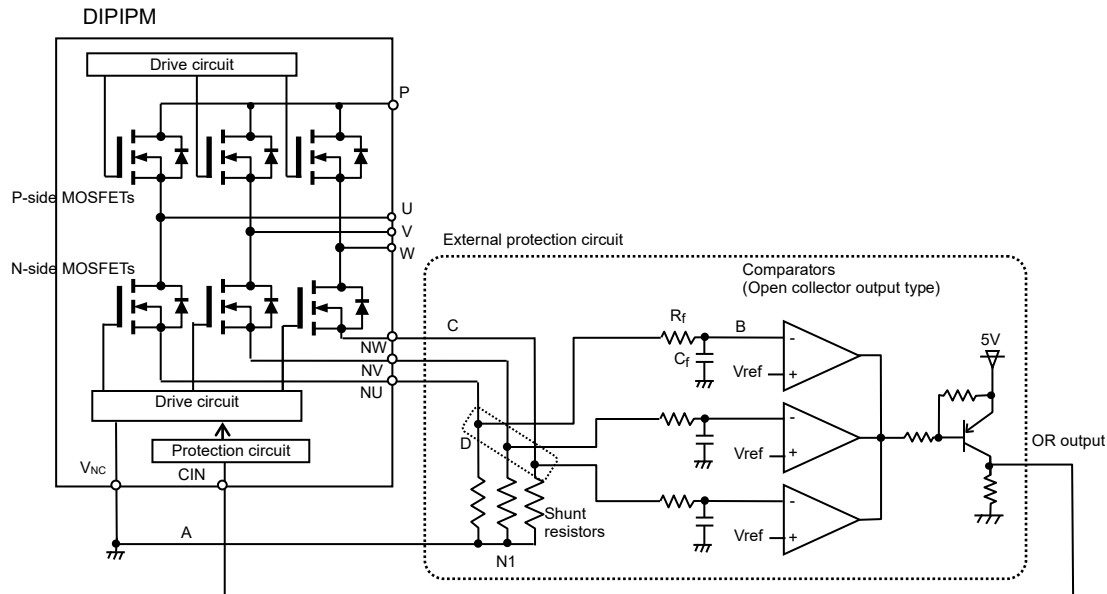 DIPIPM
Drive circuit
P
P-side MOSFETs
U
V
W
N-side MOSFETs
External protection circuit
Comparators
(Open collector output type)
C
Rf
B
-
5V
NW
Cf
Vref
+
NV
NU
Drive circuit
D
-
OR output
Protection circuit
Vref
+
VNC
CIN
-
Shunt
resistors
Vref
+
A
N1